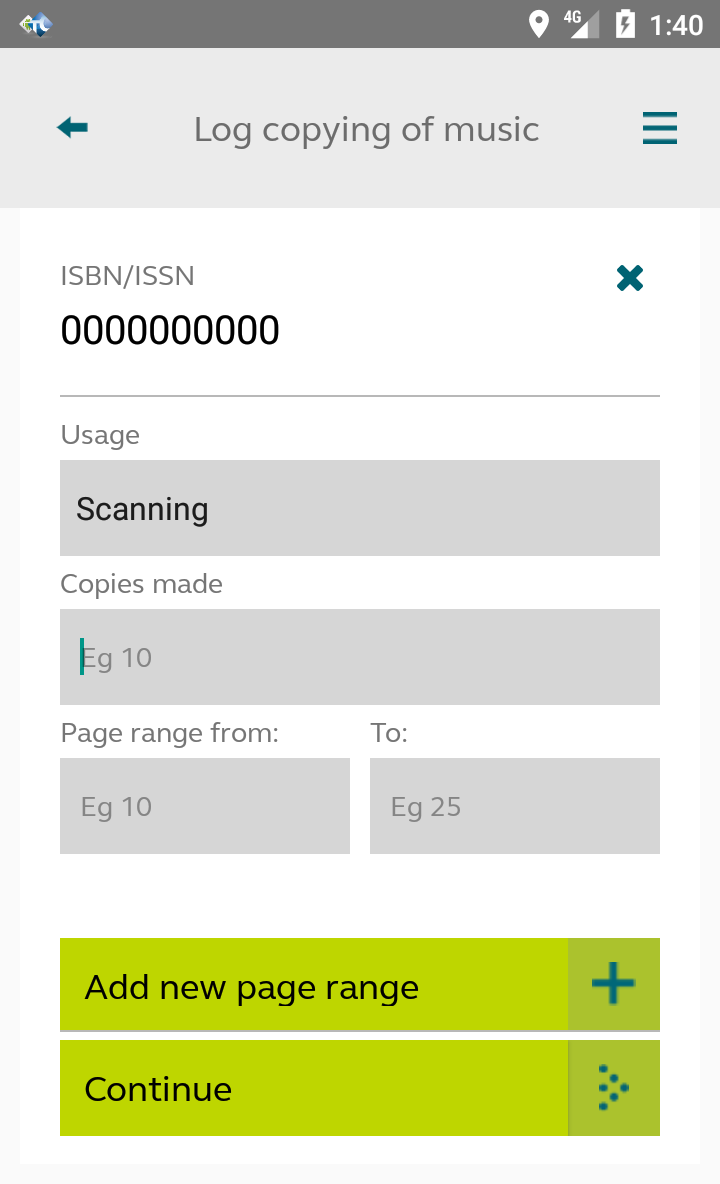 4G 1:40
Log copying of music
ISBN/ISSN
0000000000
Usage
Scanning
Copies made
Eg 10
Page range from: To:
Eg 10 Eg 25
Add new page range
Continue